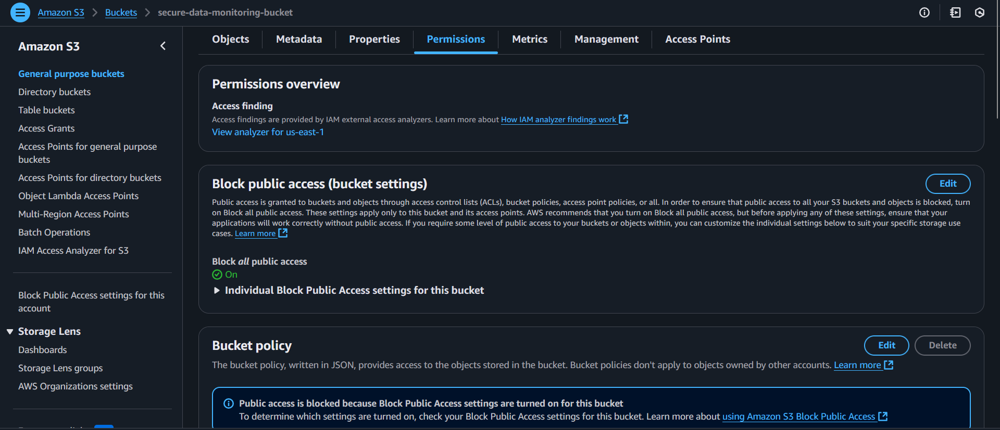 Amazon S3 > Buckets > secure-data-monitoring-bucket
Amazon S3
General purpose buckets
Directory buckets
Table buckets
Access Grants
Access Points for general purpose
buckets
Access Points for directory buckets
Object Lambda Access Points
Multi-Region Access Points
Batch Operations
IAM Access Analyzer for S3
Block Public Access settings for this
account
Storage Lens
Dashboards
Storage Lens groups
AWS Organizations settings
Objects Metadata Properties Permissions Metrics Management Access Points
Permissions overview
Access finding
Access findings are provided by IAM external access analyzers. Learn more about How IAM analyzer findings work
View analyzer for us-east-1
Block public access (bucket settings)
Edit
Public access is granted to buckets and objects through access control lists (ACLs), bucket policies, access point policies, or all. In order to ensure that public access to all your S3 buckets and objects is blocked, turn
on Block all public access. These settings apply only to this bucket and its access points. AWS recommends that you turn on Block all public access, but before applying any of these settings, ensure that your
applications will work correctly without public access. If you require some level of public access to your buckets or objects within, you can customize the individual settings below to suit your specific storage use
cases. Learn more
Block all public access
On
Individual Block Public Access settings for this bucket
Bucket policy
Edit Delete
The bucket policy, written in JSON, provides access to the objects stored in the bucket. Bucket policies don't apply to objects owned by other accounts. Learn more
Public access is blocked because Block Public Access settings are turned on for this bucket
To determine which settings are turned on, check your Block Public Access settings for this bucket. Learn more about using Amazon S3 Block Public Access